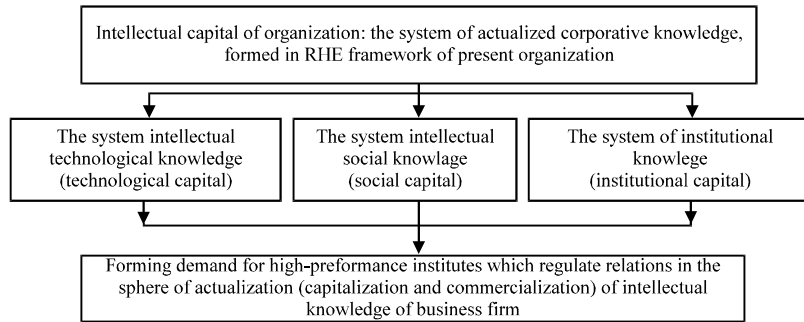 Intellectual capital of organization: the system of actualized corporative knowledge,
formed in RHE framework of present organization
The system intellectual
technological knowledge
(technological capital)
The system intellectual
social knowlage
(social capital)
The system of institutional
knowlege
(institutional capital)
Forming demand for high-preformance institutes which regulate relations in the
sphere of actualization (capitalization and commercialization) of intellectual
knowledge of business firm